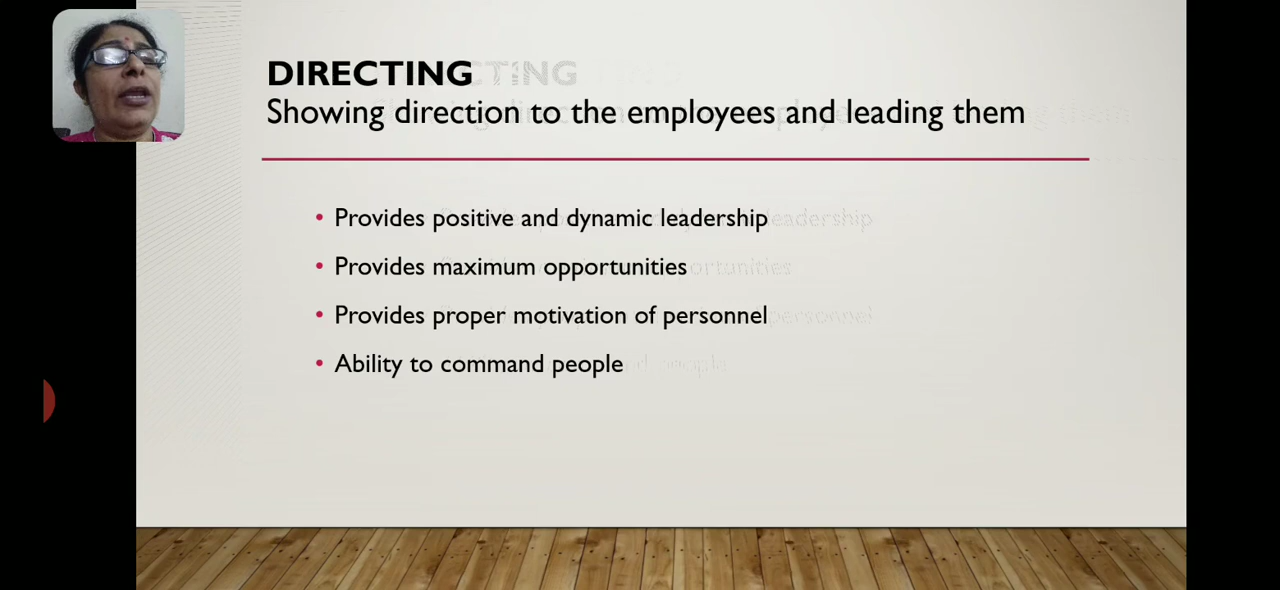 DIRECTING
Showing direction to the employees and leading them
• Provides positive and dynamic leadership
• Provides maximum opportunities
• Provides proper motivation of personnel
• Ability to command people